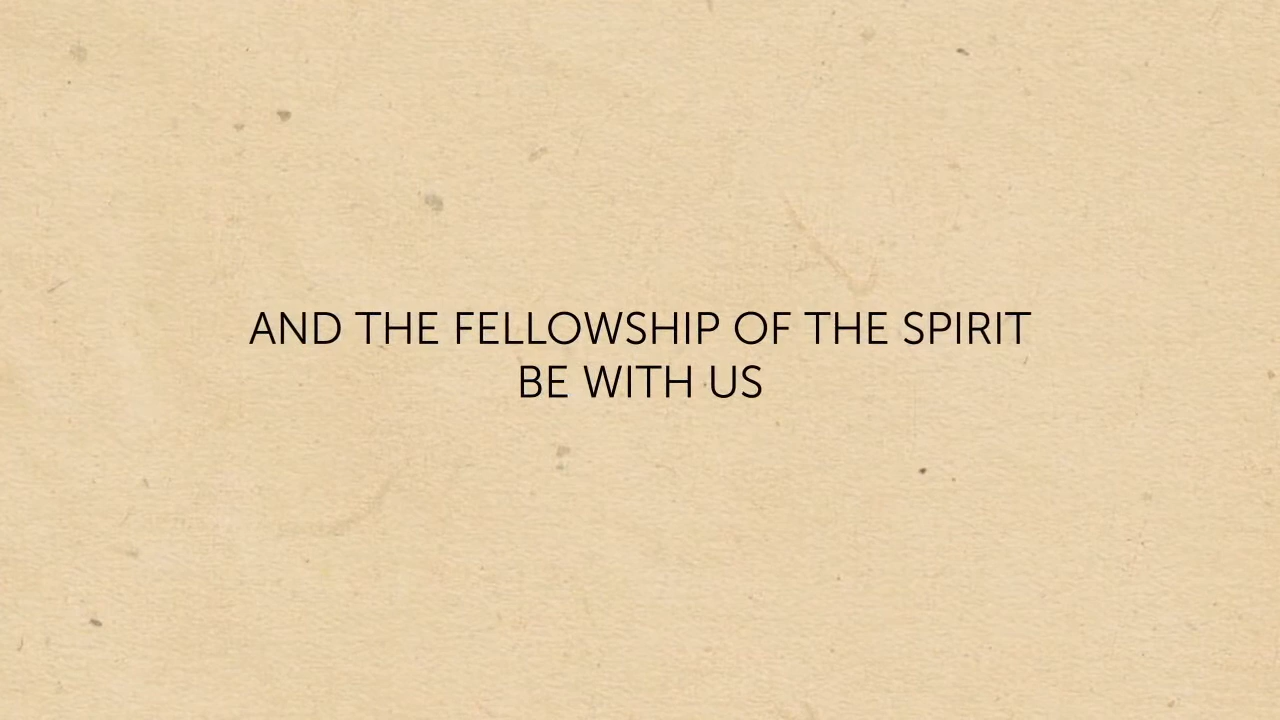 AND THE FELLOWSHIP OF THE SPIRIT
BE WITH US